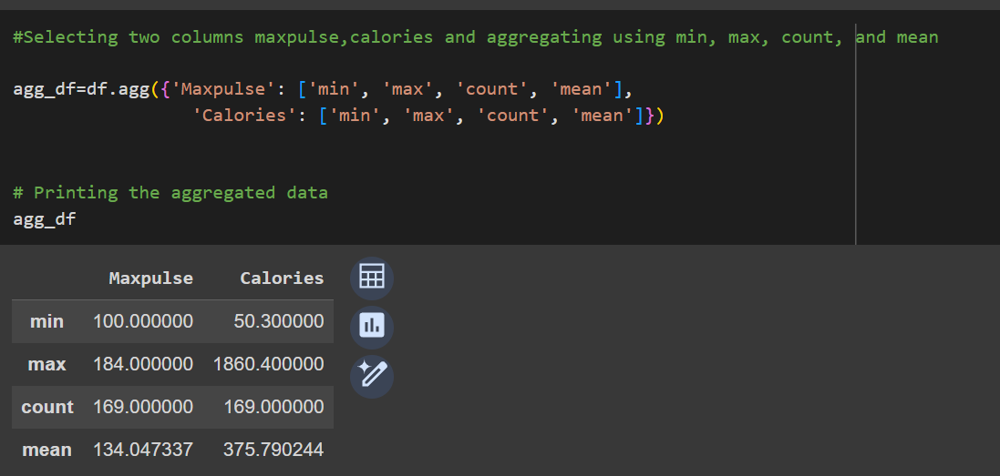 #Selecting two columns maxpulse,calories and aggregating using min, max, count, and mean
agg_df=df.agg({'Maxpulse': ['min', 'max', 'count', 'mean'],
'Calories': ['min', 'max', 'count', 'mean']})
# Printing the aggregated data
agg_df
Maxpulse Calories
min 100.000000 50.300000
max 184.000000 1860.400000
count 169.000000 169.000000
mean 134.047337 375.790244